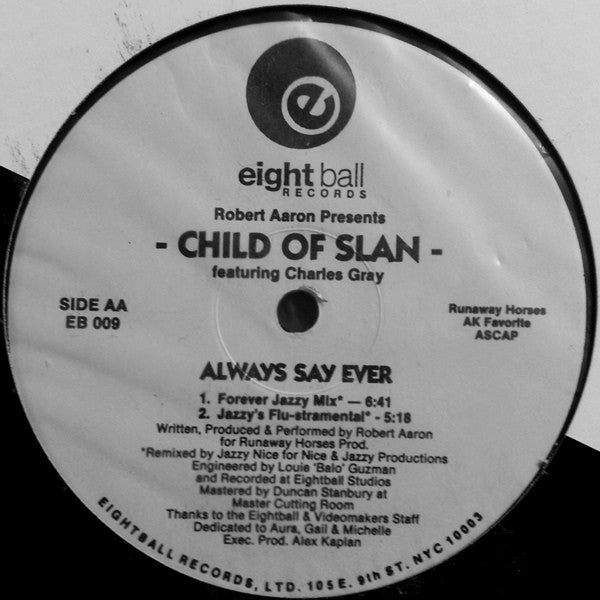 e
eight ball
RECORDS
Robert Aaron Presents
- CHILD OF SLAN -
featuring Charles Gray
SIDE AA
EB 009
Runaway Horses
AK Favorite
ASCAP
ALWAYS SAY EVER
1. Forever Jazzy Mix* — 6:41
2. Jazzy's Flu-stramental* - 5:18
Written, Produced & Performed by Robert Aaron
for Runaway Horses Prod.
*Remixed by Jazzy Nice for Nice & Jazzy Productions
Engineered by Louie 'Balo' Guzman
and Recorded at Eightball Studios
Mastered by Duncan Stanbury at
Master Cutting Room
Thanks to the Eightball & Videomakers Staff
Dedicated to Aura, Gail & Michelle
Exec. Prod. Alex Kaplan
EIGHTBALL RECORDS, LTD. 105 E. 9th ST. NYC 10003